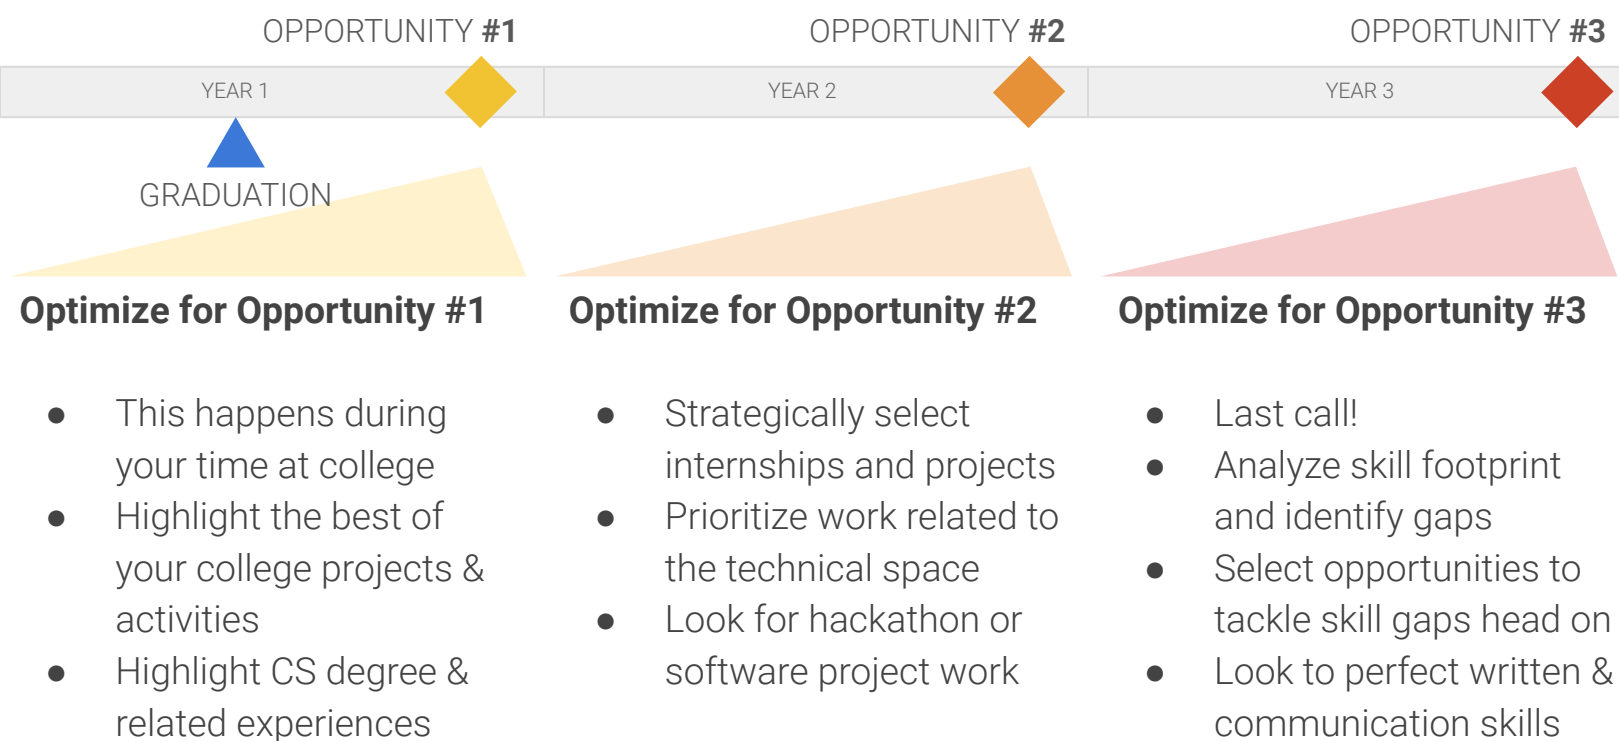 OPPORTUNITY #1
OPPORTUNITY #2
OPPORTUNITY #3
YEAR 1
YEAR 2
YEAR 3
GRADUATION
Optimize for Opportunity #1
● This happens during
your time at college
● Highlight the best of
your college projects &
activities
● Highlight CS degree &
related experiences
Optimize for Opportunity #2
● Strategically select
internships and projects
● Prioritize work related to
the technical space
● Look for hackathon or
software project work
Optimize for Opportunity #3
● Last call!
● Analyze skill footprint
and identify gaps
● Select opportunities to
tackle skill gaps head on
● Look to perfect written &
communication skills